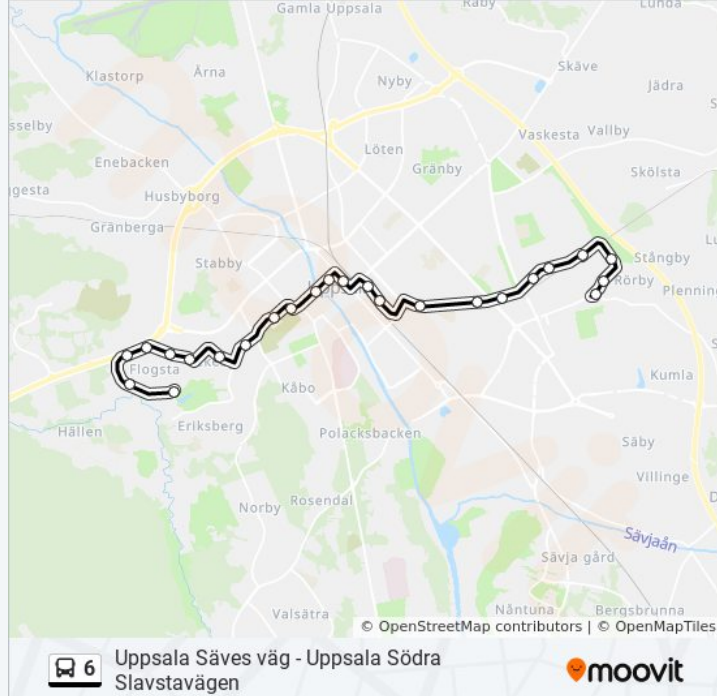 Gamla Uppsala
Raby
Lunda
Skäve
Klastorp
Ärna
Nyby
Jädra
sselby
Vaskesta
Vallby
Löten
Enebacken
Gränby
Skölsta
ngesta
Husbyborg
Gränberga
Stångby
Stabby
Rörby
Plenning
Flogsta
Kumla
Kåbo
Hällen
Eriksberg
Polacksbacken
Säby
Villinge
Norby
Rosendal
Sävjaån
Sävja gård
Nåntuna
Bergsbrunna
Valsätra
© OpenStreetMap contributors | © OpenMapTiles
6
Uppsala Säves väg - Uppsala Södra
Slavstavägen
moovit